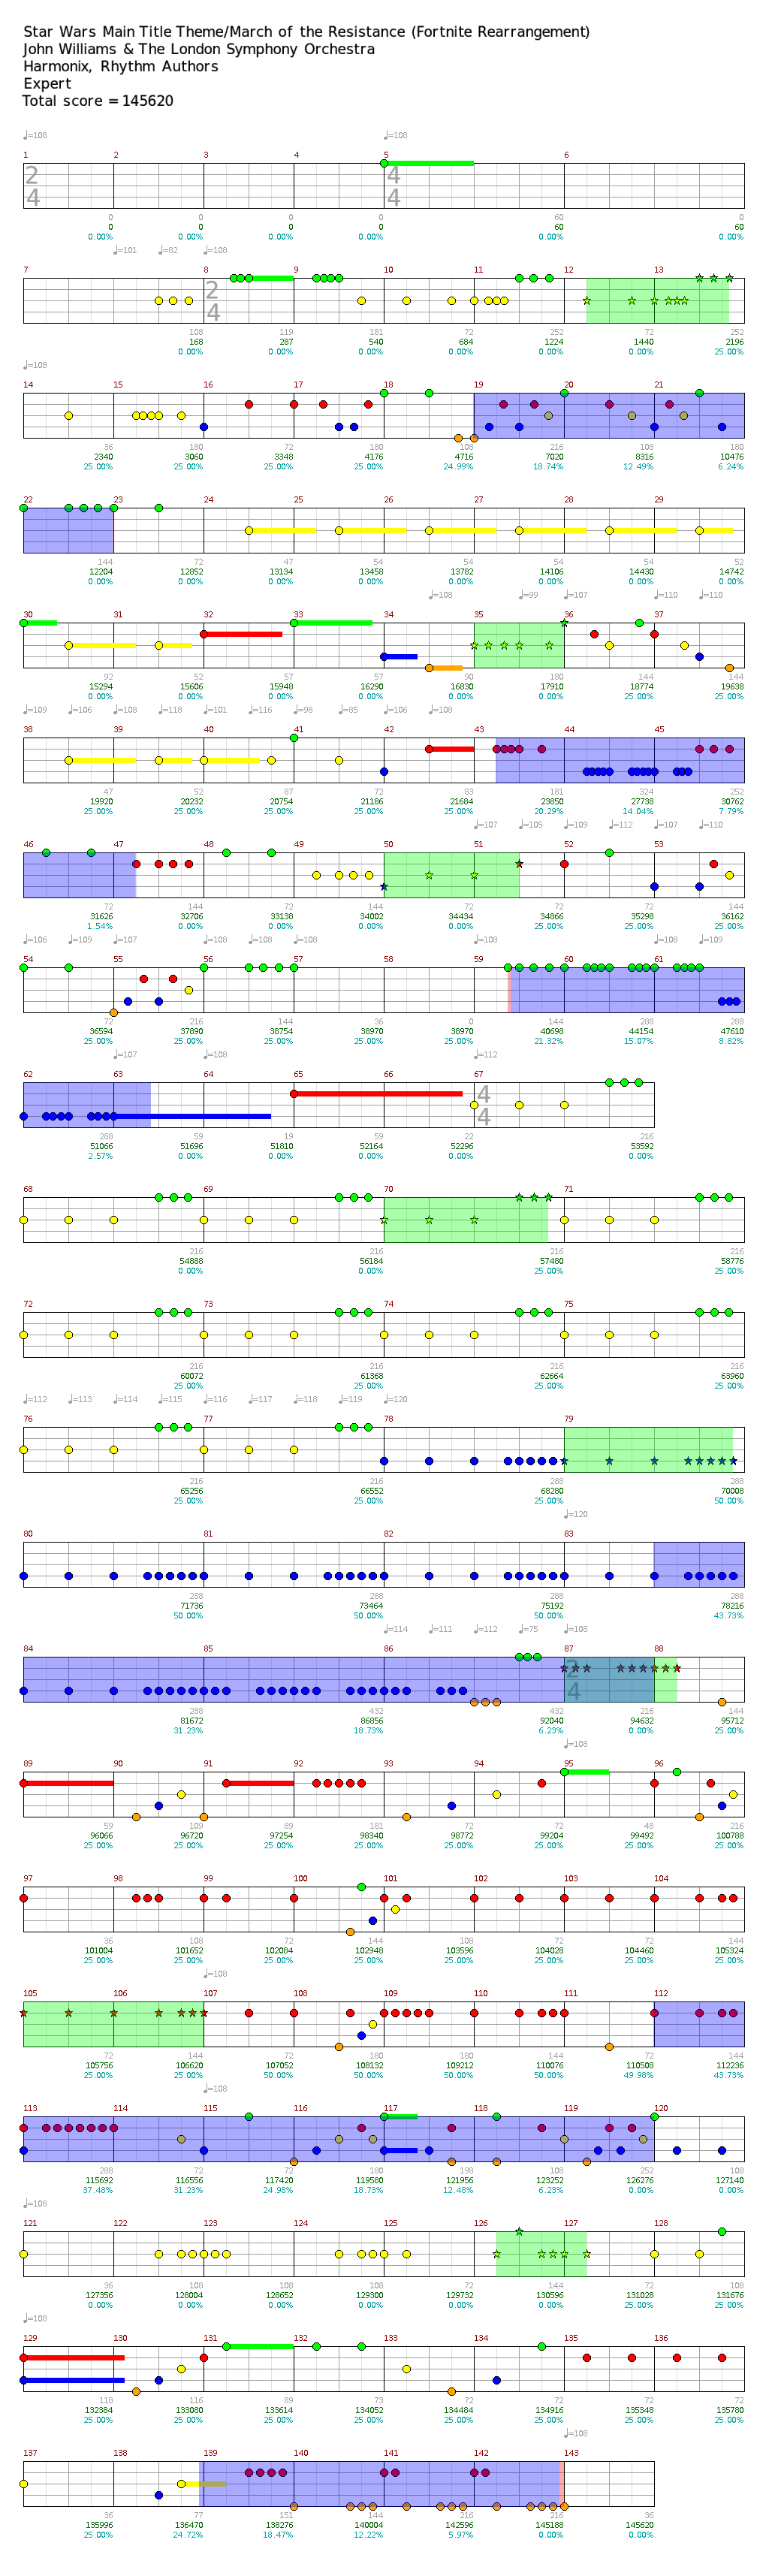 Star Wars Main Title Theme/March of the Resistance (Fortnite Rearrangement)
John Williams & The London Symphony Orchestra
Harmonix, Rhythm Authors
Expert
Total score = 145620
♩=108 ♩=108
1 2 3 4 5 6
2 4
4 4
0 0 0 0 60 0
0 0 0 0 60 60
0.00% 0.00% 0.00% 0.00% 0.00% 0.00%
♩=101 ♩=82 ♩=108
7 8 9 10 11 12 13
2
4
108 119 181 72 252 72 252
168 287 540 684 1224 1440 2196
0.00% 0.00% 0.00% 0.00% 0.00% 0.00% 25.00%
♩=108
14 15 16 17 18 19 20 21
36 180 72 180 108 216 108 180
2340 3060 3348 4176 4716 7020 8316 10476
25.00% 25.00% 25.00% 25.00% 24.99% 18.74% 12.49% 6.24%
22 23 24 25 26 27 28 29
144 72 47 54 54 54 54 52
12204 12852 13134 13458 13782 14106 14430 14742
0.00% 0.00% 0.00% 0.00% 0.00% 0.00% 0.00% 0.00%
♩=108 ♩=99 ♩=107 ♩=110 ♩=110
30 31 32 33 34 35 36 37
92 52 57 57 90 180 144 144
15294 15606 15948 16290 16830 17910 18774 19638
0.00% 0.00% 0.00% 0.00% 0.00% 25.00% 25.00% 25.00%
♩=109 ♩=106 ♩=108 ♩=118 ♩=101 ♩=116 ♩=98 ♩=85 ♩=106 ♩=108
38 39 40 41 42 43 44 45
47 52 87 72 83 181 324 252
19920 20232 20754 21186 21684 23850 27738 30762
25.00% 25.00% 25.00% 25.00% 25.00% 20.29% 14.04% 7.79%
♩=107 ♩=105 ♩=109 ♩=112 ♩=107 ♩=110
46 47 48 49 50 51 52 53
72 144 72 144 72 72 72 144
31626 32706 33138 34002 34434 34866 35298 36162
1.54% 0.00% 0.00% 0.00% 0.00% 25.00% 25.00% 25.00%
♩=106 ♩=109 ♩=107 ♩=108 ♩=108 ♩=108 ♩=108 ♩=108 ♩=109
54 55 56 57 58 59 60 61
72 216 144 36 0 144 288 288
36594 37890 38754 38970 38970 40698 44154 47610
25.00% 25.00% 25.00% 25.00% 25.00% 21.32% 15.07% 8.82%
♩=107 ♩=108 ♩=112
62 63 64 65 66 67
4
4
288 59 19 59 22 216
51066 51696 51810 52164 52296 53592
2.57% 0.00% 0.00% 0.00% 0.00% 0.00%
68 69 70 71
216 216 216 216
54888 56184 57480 58776
0.00% 0.00% 25.00% 25.00%
72 73 74 75
216 216 216 216
60072 61368 62664 63960
25.00% 25.00% 25.00% 25.00%
♩=112 ♩=113 ♩=114 ♩=115 ♩=116 ♩=117 ♩=118 ♩=119 ♩=120
76 77 78 79
216 216 288 288
65256 66552 68280 70008
25.00% 25.00% 25.00% 50.00%
♩=120
80 81 82 83
288 288 288 288
71736 73464 75192 78216
50.00% 50.00% 50.00% 43.73%
♩=114 ♩=111 ♩=112 ♩=75 ♩=108
84 85 86 87 88
2
4
288 432 432 216 144
81672 86856 92040 94632 95712
31.23% 18.73% 6.23% 0.00% 25.00%
♩=108
89 90 91 92 93 94 95 96
59 109 89 181 72 72 48 216
96066 96720 97254 98340 98772 99204 99492 100788
25.00% 25.00% 25.00% 25.00% 25.00% 25.00% 25.00% 25.00%
97 98 99 100 101 102 103 104
36 108 72 144 108 72 72 144
101004 101652 102084 102948 103596 104028 104460 105324
25.00% 25.00% 25.00% 25.00% 25.00% 25.00% 25.00% 25.00%
♩=108
105 106 107 108 109 110 111 112
72 144 72 180 180 144 72 144
105756 106620 107052 108132 109212 110076 110508 112236
25.00% 25.00% 50.00% 50.00% 50.00% 50.00% 49.98% 43.73%
♩=108
113 114 115 116 117 118 119 120
288 72 72 180 198 108 252 108
115692 116556 117420 119580 121956 123252 126276 127140
37.48% 31.23% 24.98% 18.73% 12.48% 6.23% 0.00% 0.00%
♩=108
121 122 123 124 125 126 127 128
36 108 108 108 72 144 72 108
127356 128004 128652 129300 129732 130596 131028 131676
0.00% 0.00% 0.00% 0.00% 0.00% 0.00% 25.00% 25.00%
♩=108
129 130 131 132 133 134 135 136
118 116 89 73 72 72 72 72
132384 133080 133614 134052 134484 134916 135348 135780
25.00% 25.00% 25.00% 25.00% 25.00% 25.00% 25.00% 25.00%
♩=108
137 138 139 140 141 142 143
36 77 151 144 216 216 36
135996 136470 138276 140004 142596 145188 145620
25.00% 24.72% 18.47% 12.22% 5.97% 0.00% 0.00%